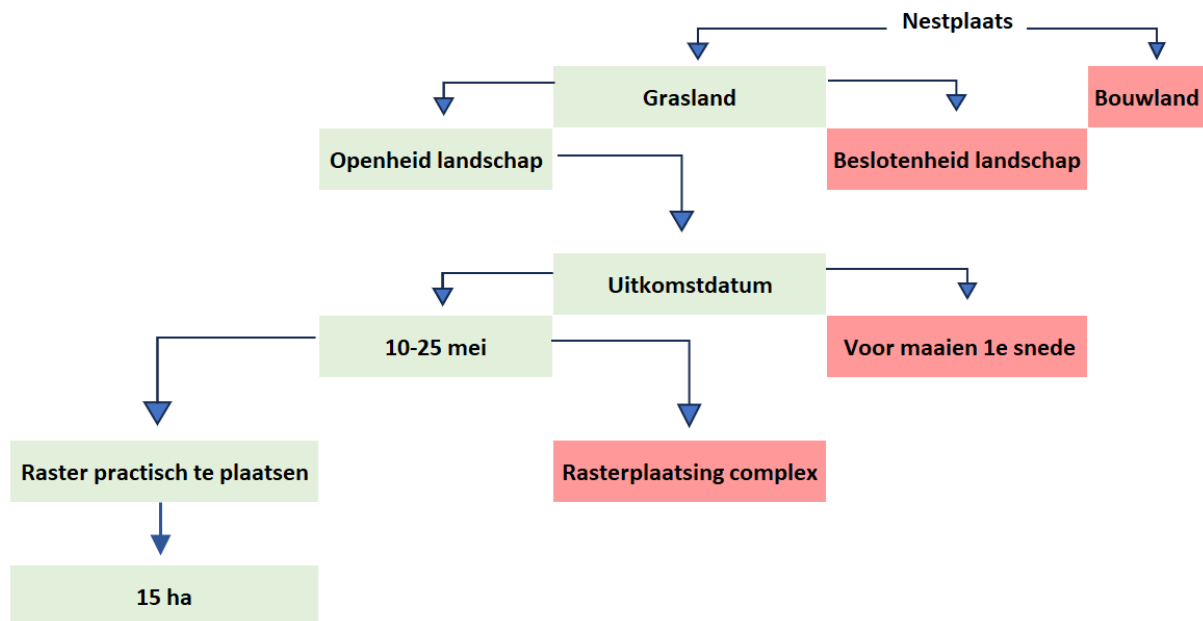 Nestplaats
Grasland
Bouwland
Openheid landschap
Beslotenheid landschap
Uitkomstdatum
10-25 mei
Voor maaien 1e snede
Raster practisch te plaatsen
Rasterplaatsing complex
15 ha